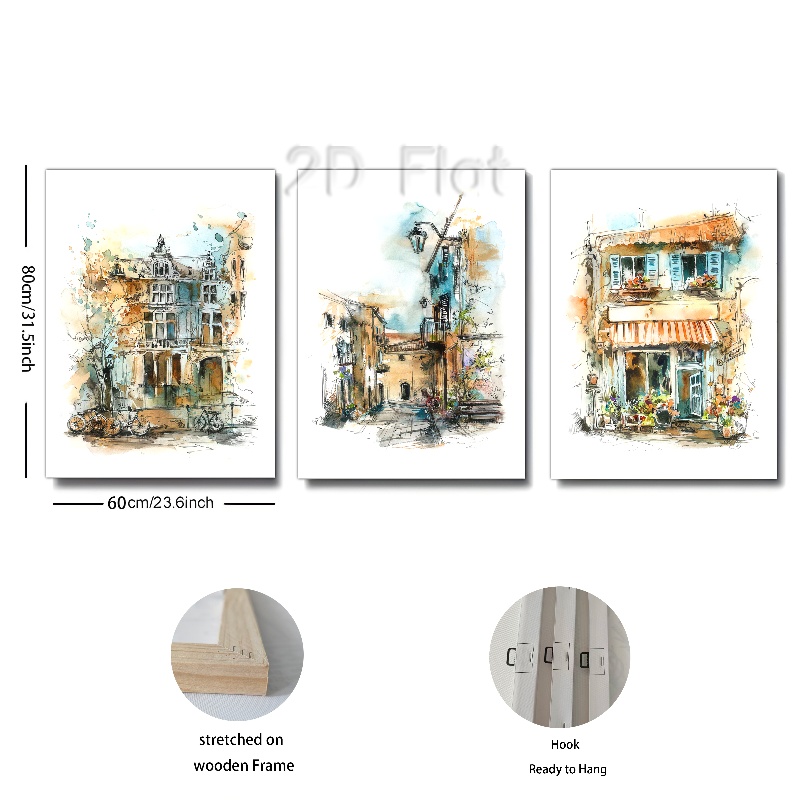 2D Flat
80cm/31.5inch
60cm/23.6inch
stretched on
wooden Frame
Hook
Ready to Hang